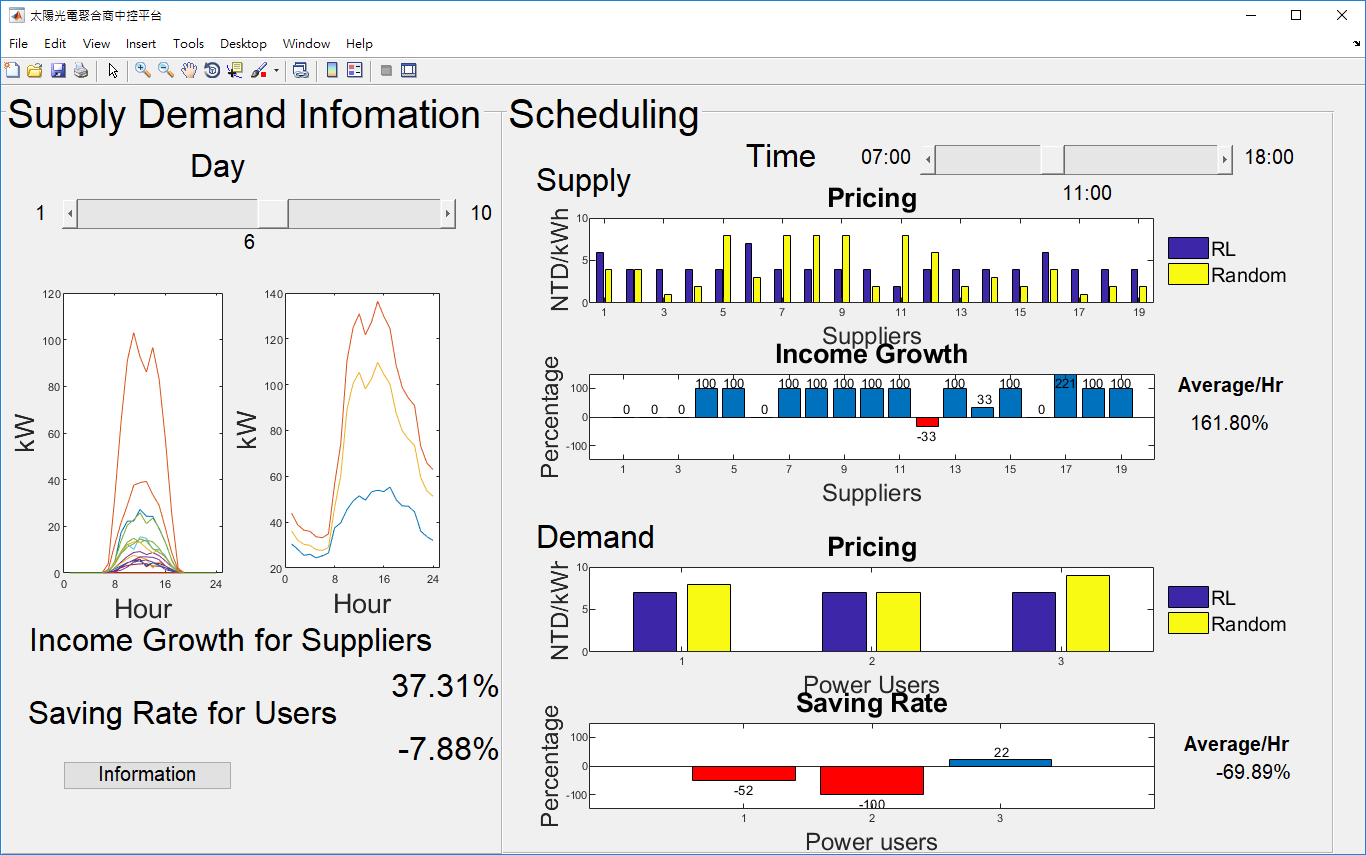 太陽光電聚合商中控平台
File Edit View Insert Tools Desktop Window Help
Supply Demand Infomation
Day
1 10
6
kW
120
100
80
60
40
20
0
0 8 16 24
Hour
kW
140
120
100
80
60
40
20
0 8 16 24
Hour
Income Growth for Suppliers
37.31%
Saving Rate for Users
-7.88%
Information
Scheduling
Time 07:00 18:00
11:00
Supply
Pricing
NTD/kWh
10
5
0
1 3 5 7 9 11 13 15 17 19
Suppliers
RL
Random
Income Growth
Percentage
100
0
-100
0 0 0 100 100 0 100 100 100 100 100 -33 100 33 100 0 221 100 100
1 3 5 7 9 11 13 15 17 19
Suppliers
Average/Hr
161.80%
Demand
Pricing
NTD/kWh
10
5
0
1 2 3
Power Users
RL
Random
Saving Rate
Percentage
100
0
-100
-52 -100 22
1 2 3
Power users
Average/Hr
-69.89%